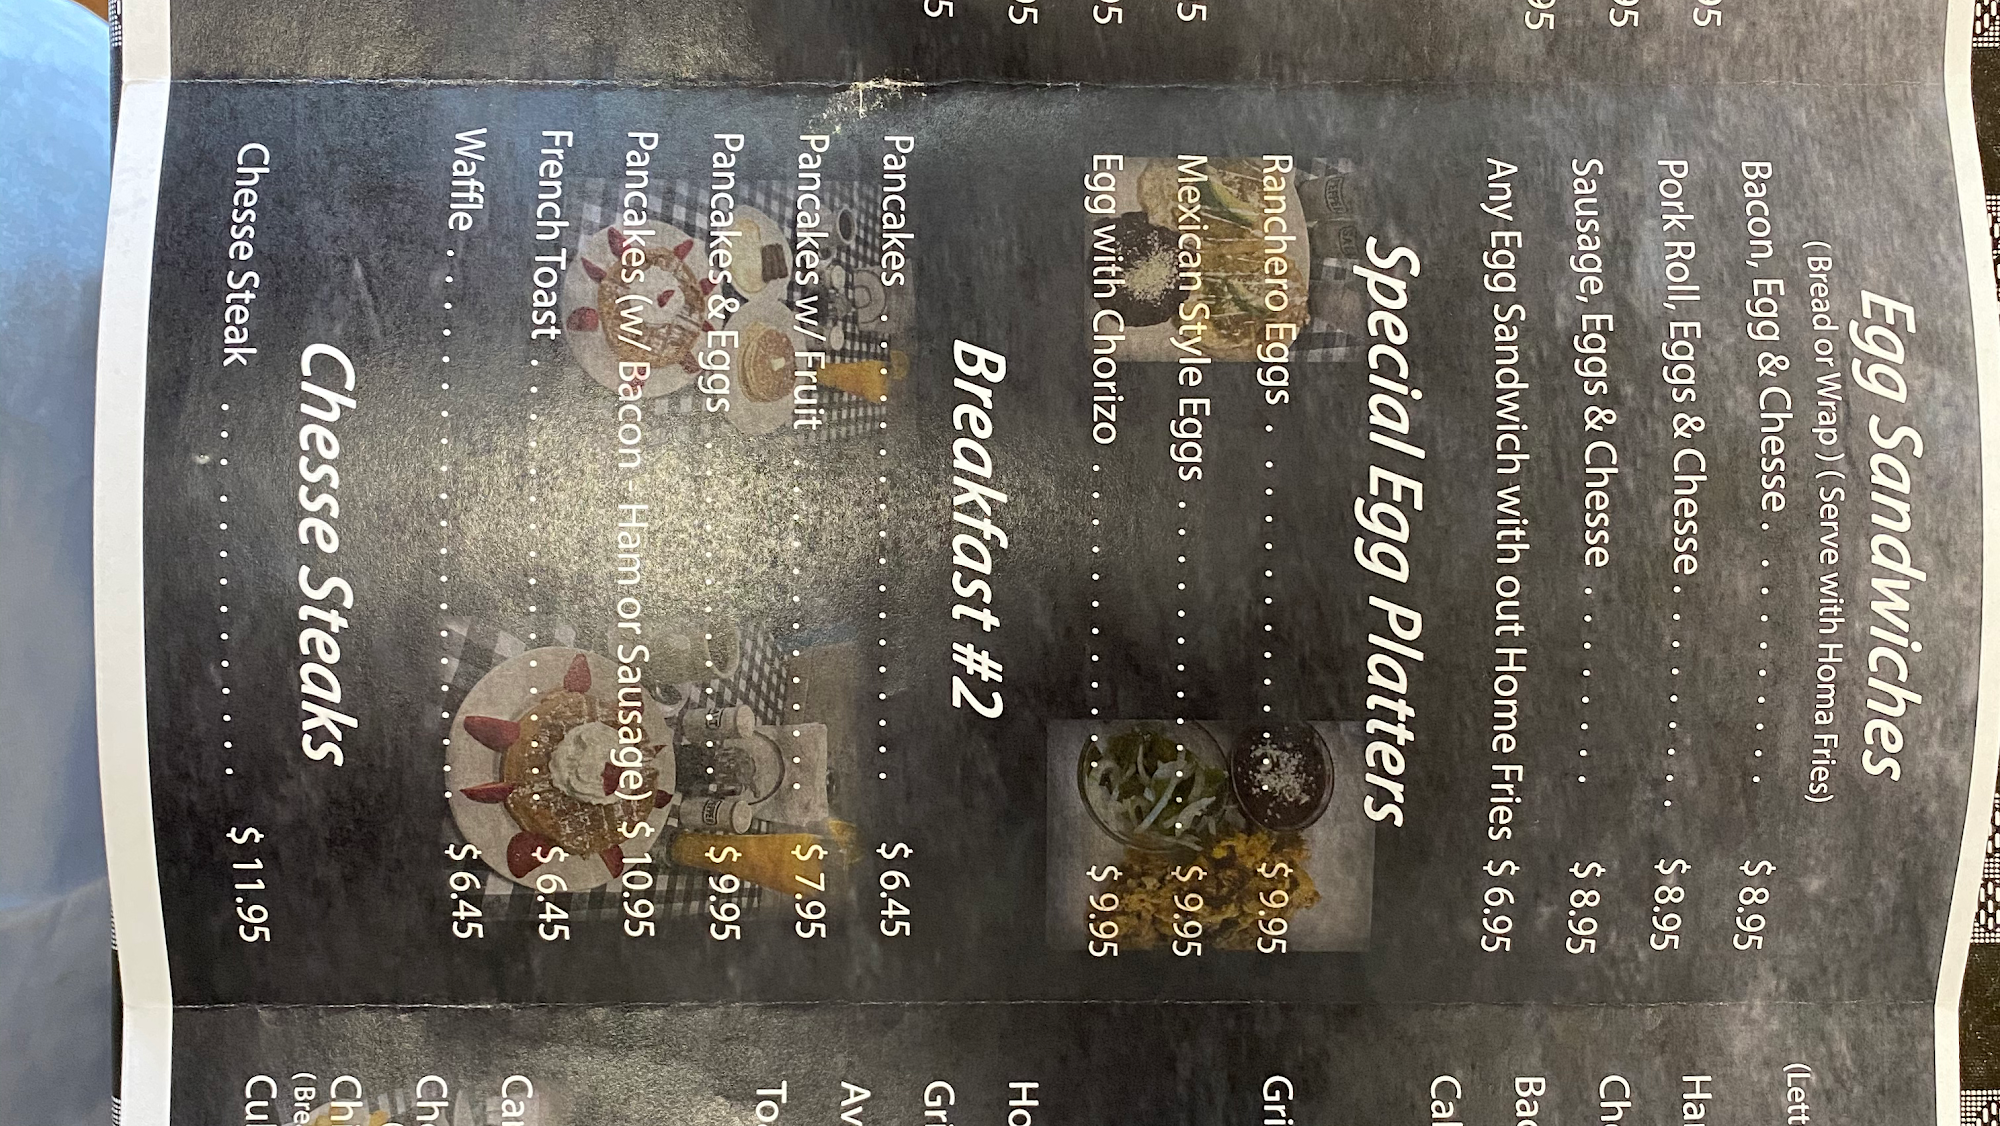 Egg Sandwiches
(Bread or Wrap) ( Serve with Homa Fries)
Bacon, Egg & Chesse . . . . . . . . $ 8.95
Pork Roll, Eggs & Chesse . . . . . . . $ 8.95
Sausage, Eggs & Chesse . . . . . . . $ 8.95
Any Egg Sandwich with out Home Fries $ 6.95
Special Egg Platters
Ranchero Eggs . . . . . . . . . . . $ 9.95
Mexican Style Eggs . . . . . . . . . . $ 9.95
Egg with Chorizo . . . . . . . . . . . $ 9.95
Breakfast #2
Pancakes . . . . . . . . . . . . . . . . . $ 6.45
Pancakes w/ Fruit . . . . . . . . . . . $ 7.95
Pancakes & Eggs . . . . . . . . . . . . $ 9.95
Pancakes (w/ Bacon - Ham or Sausage) $ 10.95
French Toast . . . . . . . . . . . . . . . $ 6.45
Waffle . . . . . . . . . . . . . . . . . . $ 6.45
Chesse Steaks
Chesse Steak . . . . . . . . . . . . . $ 11.95